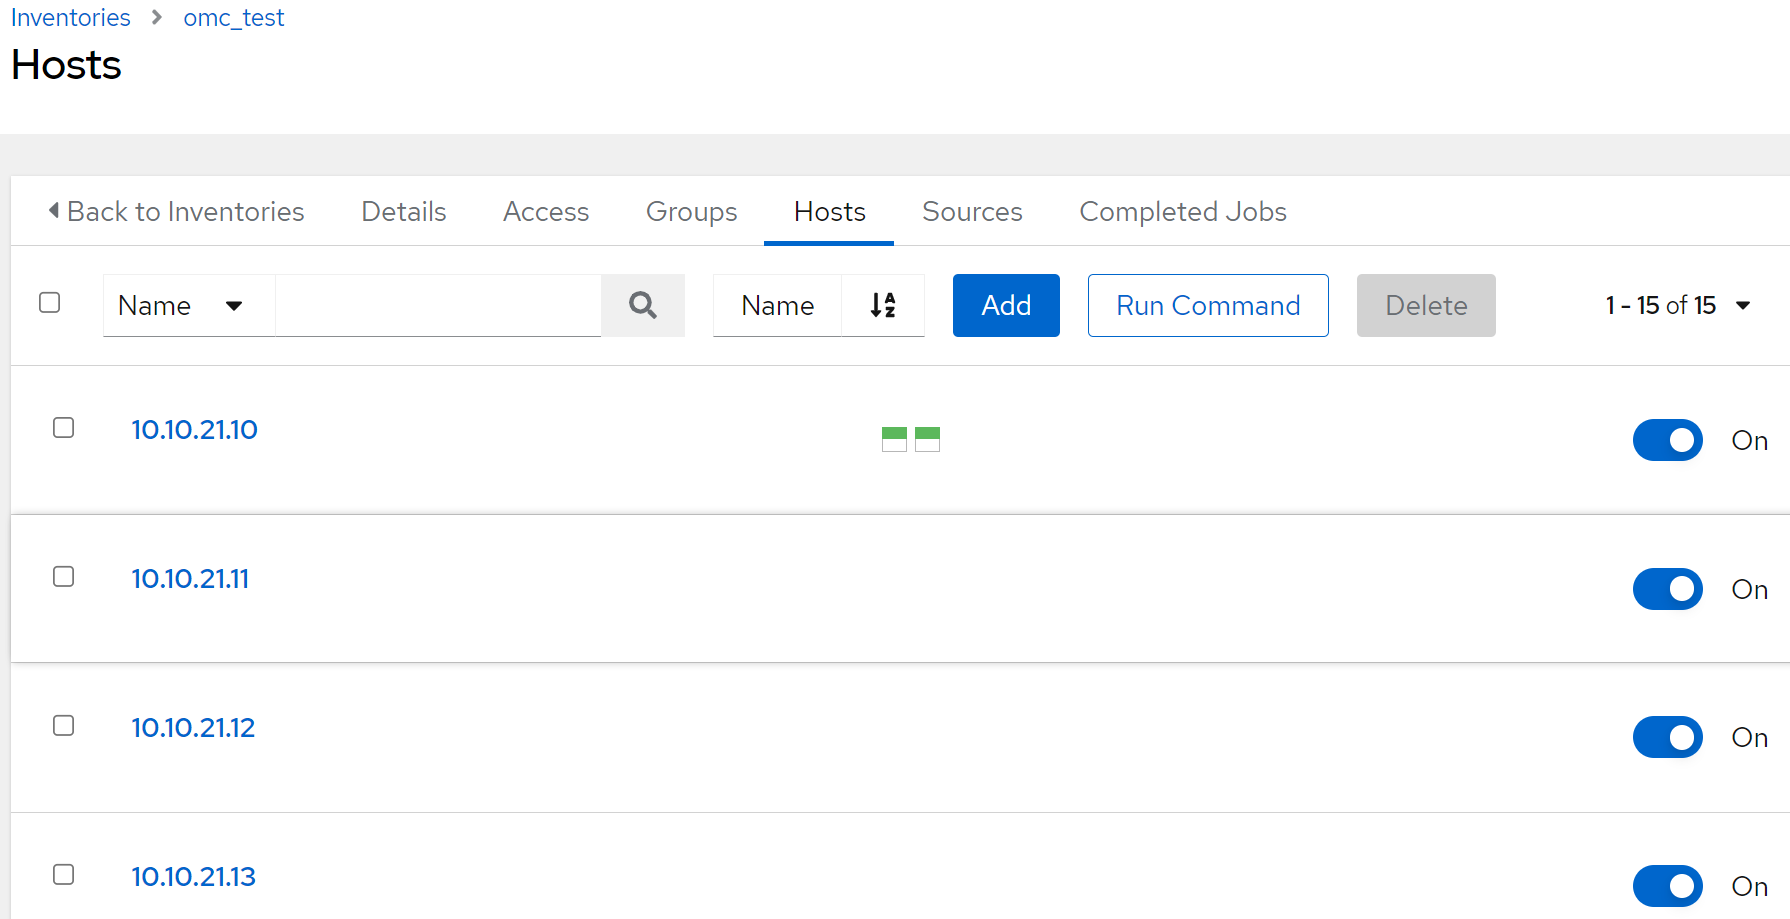 Inventories omc_test
Hosts
Back to Inventories Details Access Groups Hosts Sources Completed Jobs
Name Name AZ Add Run Command Delete 1 - 15 of 15
10.10.21.10 On
10.10.21.11 On
10.10.21.12 On
10.10.21.13 On